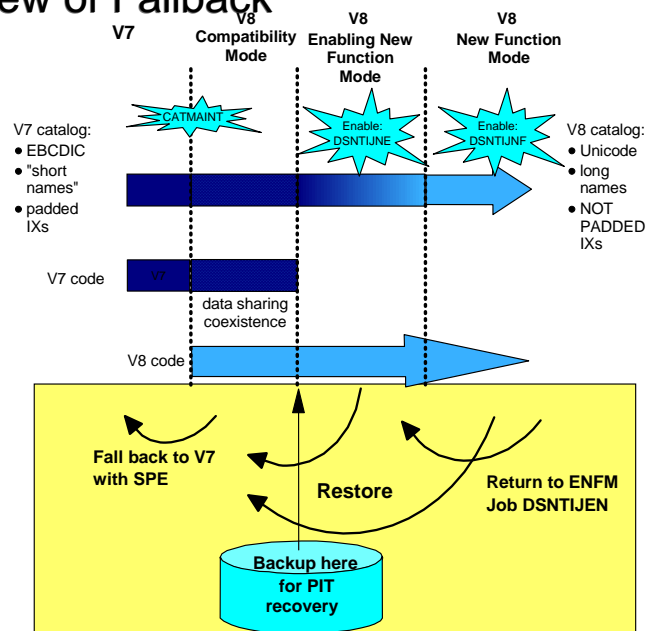 ew of Fallback
V7
V8
Compatibility
Mode
V8
Enabling New
Function
Mode
V8
New Function
Mode
CATMAINT
Enable:
DSNTIJNE
Enable:
DSNTIJNF
V7 catalog:
• EBCDIC
• "short
names"
• padded
IXs
V8 catalog:
• Unicode
• long
names
• NOT
PADDED
IXs
V7 code
V7
data sharing
coexistence
V8 code
Fall back to V7
with SPE
Restore
Return to ENFM
Job DSNTIJEN
Backup here
for PIT
recovery